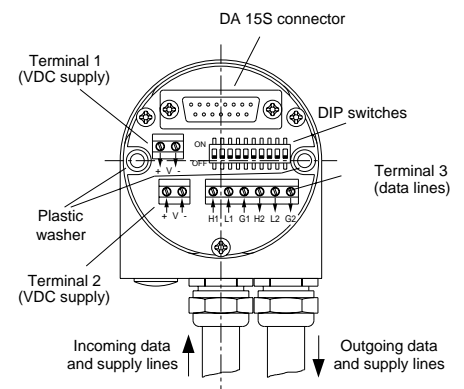 DA 15S connector
Terminal 1
(VDC supply)
DIP switches
ON
OFF
+ V -
Terminal 3
(data lines)
+ V -
H1 L1 G1 H2 L2 G2
Plastic
washer
Terminal 2
(VDC supply)
Incoming data
and supply lines
Outgoing data
and supply lines